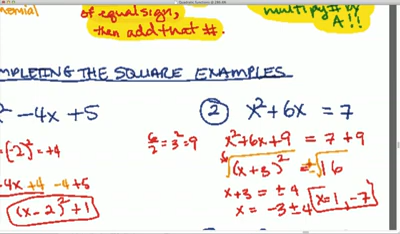 of equal sign,
then add that #.
multiply # by
A!!
COMPLETING THE SQUARE EXAMPLES
² -4x +5
= (-2)² = +4
-4x +4 -4 +5
(x-2)² +1
② x² +6x = 7
6/2 = 3² = 9
x² +6x +9 = 7 +9
√(x+3)² = ±√16
x+3 = ±4
x = -3 ± 4
x=1, -7